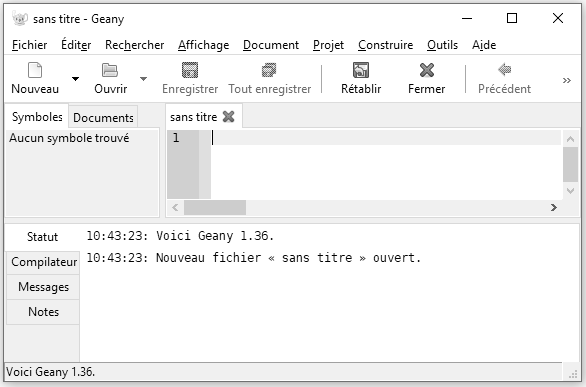 sans titre - Geany
Fichier Éditer Rechercher Affichage Document Projet Construire Outils Aide
Nouveau Ouvrir Enregistrer Tout enregistrer Rétablir Fermer Précédent »
Symboles Documents
Aucun symbole trouvé
sans titre
1
Statut
Compilateur
Messages
Notes
10:43:23: Voici Geany 1.36.
10:43:23: Nouveau fichier « sans titre » ouvert.
Voici Geany 1.36.